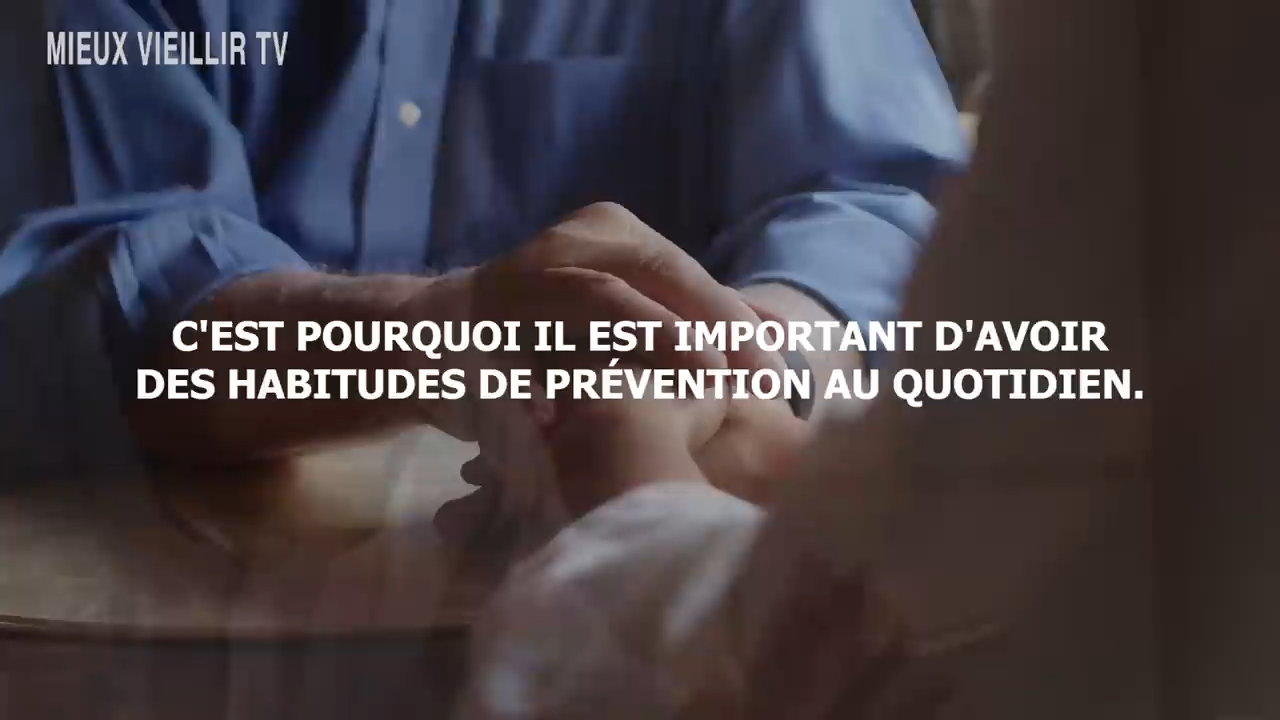 MIEUX VIEILLIR TV
C'EST POURQUOI IL EST IMPORTANT D'AVOIR
DES HABITUDES DE PRÉVENTION AU QUOTIDIEN.